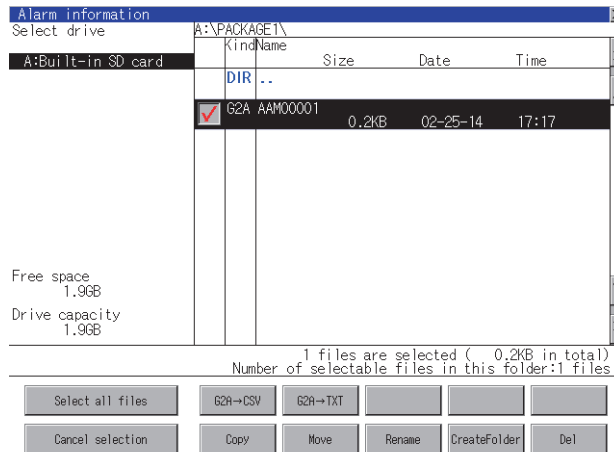 Alarm information
Select drive
A:\PACKAGE1\
Kind Name
Size Date Time
A:Built-in SD card
DIR ..
G2A AAM00001
0.2KB 02-25-14 17:17
Free space
1.9GB
Drive capacity
1.9GB
1 files are selected ( 0.2KB in total)
Number of selectable files in this folder:1 files
Select all files G2A→CSV G2A→TXT
Cancel selection Copy Move Rename CreateFolder Del